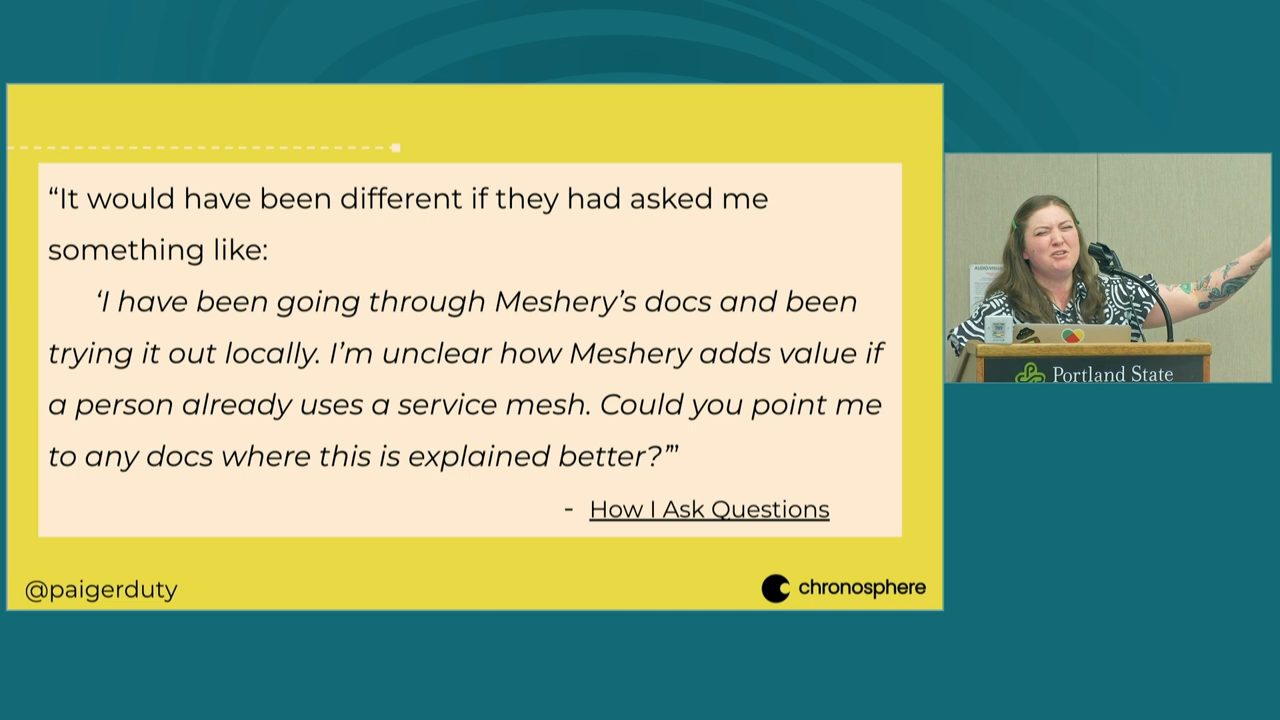 “It would have been different if they had asked me
something like:
‘I have been going through Meshery’s docs and been
trying it out locally. I’m unclear how Meshery adds value if
a person already uses a service mesh. Could you point me
to any docs where this is explained better?’”
- How I Ask Questions
@paigerduty
chronosphere
Portland State